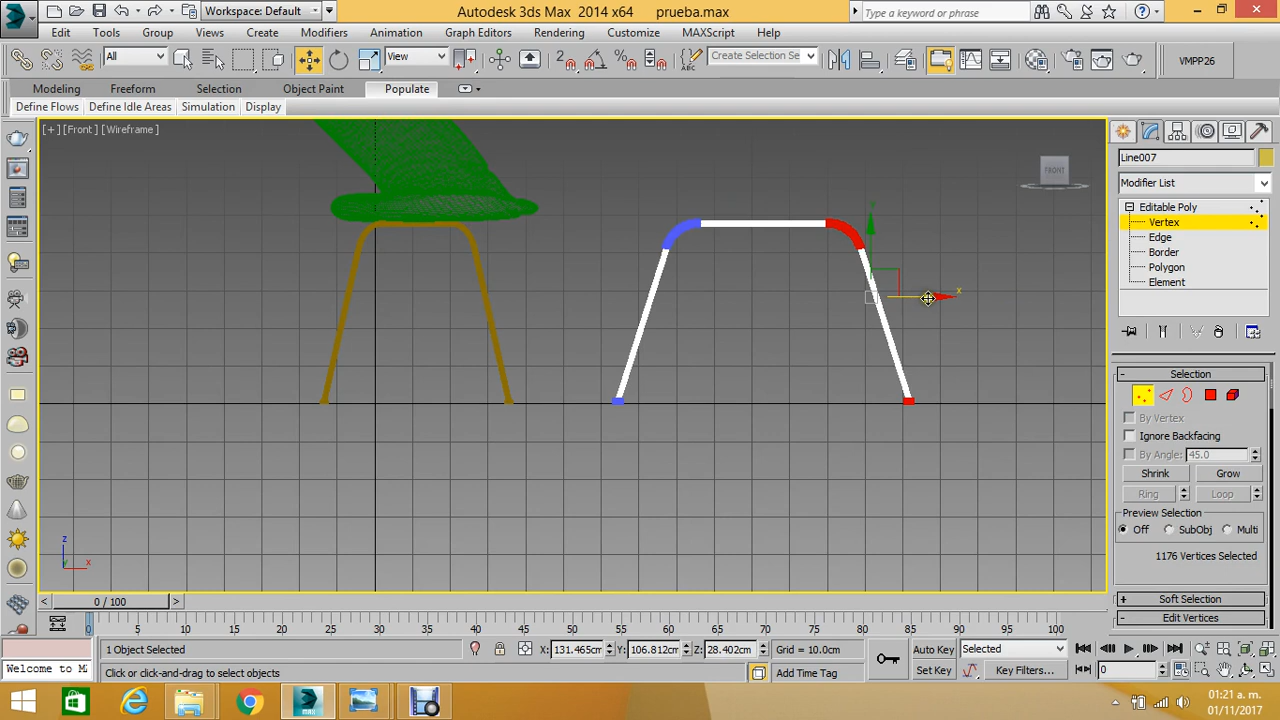 Workspace: Default
Autodesk 3ds Max 2014 x64 prueba.max
Type a keyword or phrase
Edit Tools Group Views Create Modifiers Animation Graph Editors Rendering Customize MAXScript Help
All View Create Selection Se VMPP26
Modeling Freeform Selection Object Paint Populate
Define Flows Define Idle Areas Simulation Display
[+] [Front] [Wireframe]
FRONT
Line007
Modifier List
Editable Poly
Vertex
Edge
Border
Polygon
Element
Selection
By Vertex
Ignore Backfacing
By Angle: 45.0
Shrink Grow
Ring Loop
Preview Selection
Off SubObj Multi
1176 Vertices Selected
Soft Selection
Edit Vertices
x
z
x
0 / 100
0 5 10 15 20 25 30 35 40 45 50 55 60 65 70 75 80 85 90 95 100
1 Object Selected X: 131.465cm Y: 106.812cm Z: 28.402cm Grid = 10.0cm Auto Key Selected
Welcome to M Click or click-and-drag to select objects Add Time Tag Set Key Key Filters... 0
MAX
01:21 a. m.
01/11/2017